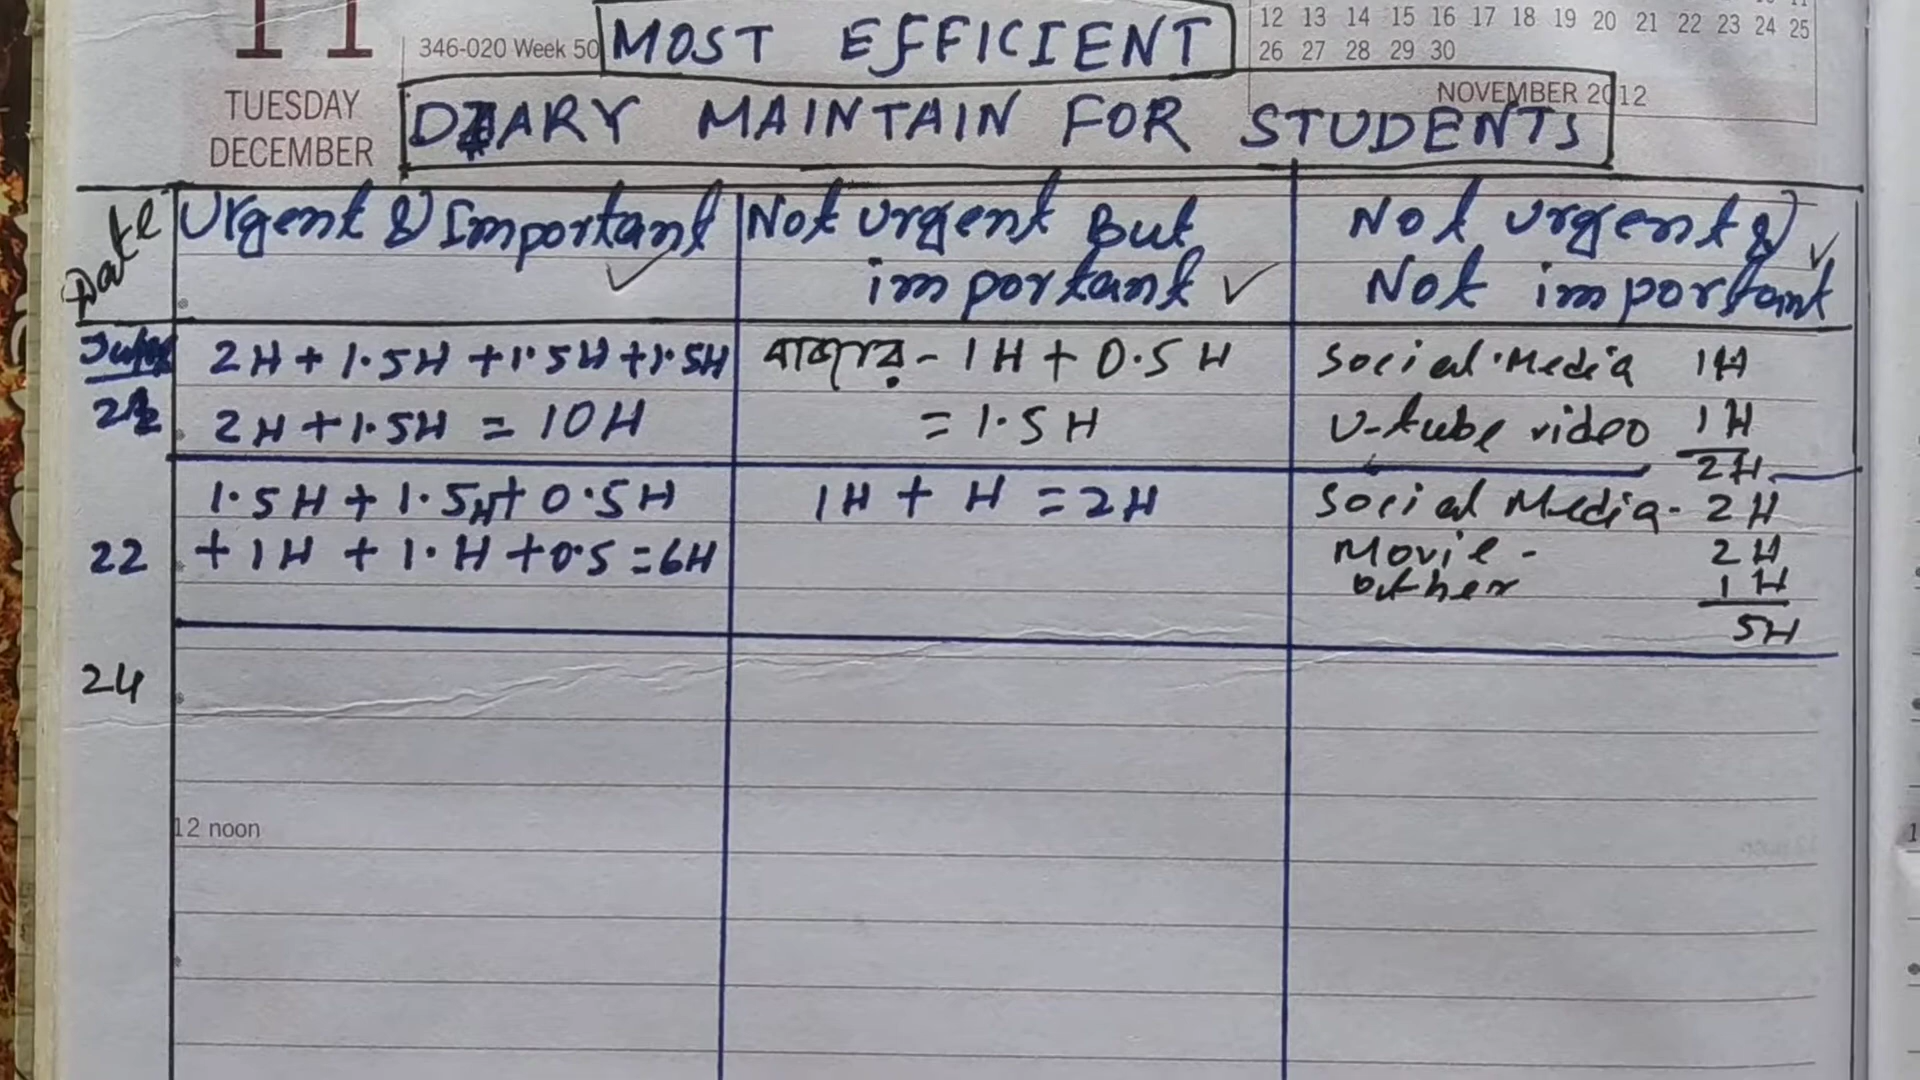 11
346-020 Week 50
MOST EFFICIENT
12 13 14 15 16 17 18 19 20 21 22 23 24 25
26 27 28 29 30
NOVEMBER 2012
TUESDAY
DECEMBER
DIARY MAINTAIN FOR STUDENTS
Date
Urgent & Important
Not urgent But
important
Not urgent &
Not important
2H + 1.5H + 1.5H + 1.5H
2H + 1.5H = 10H
বাজার - 1H + 0.5H
= 1.5H
Social Media 1H
U-tube video 1H
2H
22
1.5H + 1.5H + 0.5H
+ 1H + 1.H + 0.5 = 6H
1H + H = 2H
Social Media - 2H
Movie - 2H
other 1H
5H
24
12 noon